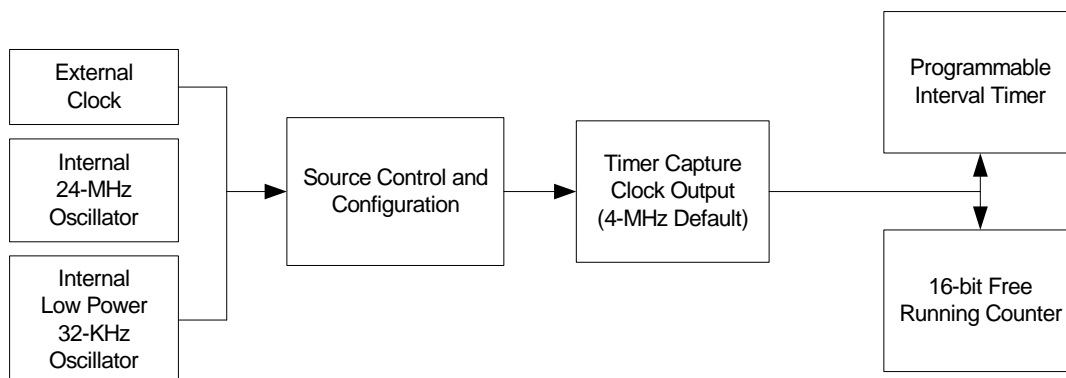 External
Clock
Internal
24-MHz
Oscillator
Internal
Low Power
32-KHz
Oscillator
Source Control and
Configuration
Timer Capture
Clock Output
(4-MHz Default)
Programmable
Interval Timer
16-bit Free
Running Counter